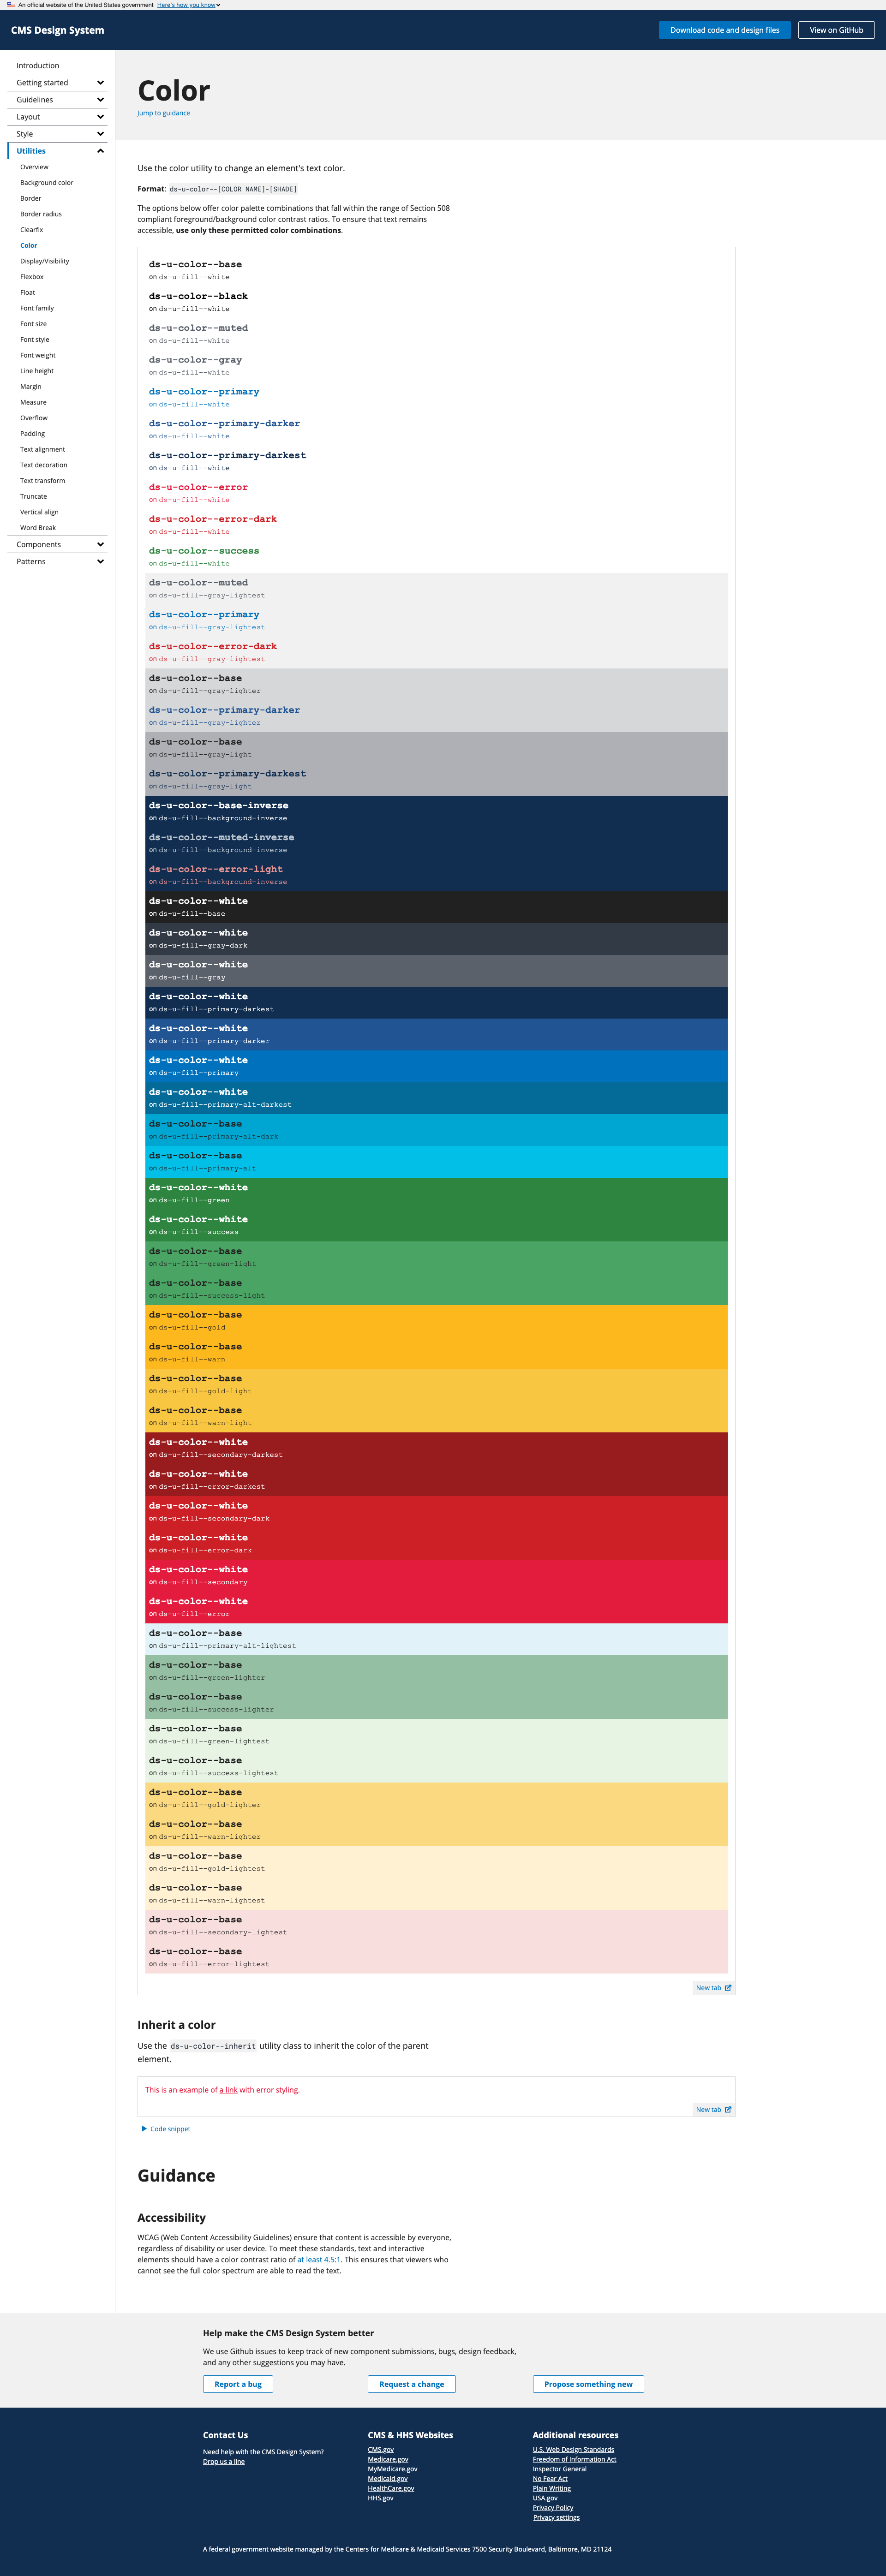 An official website of the United States government Here's how you know
CMS Design System
Download code and design files
View on GitHub
Introduction
Getting started
Guidelines
Layout
Style
Utilities
Overview
Background color
Border
Border radius
Clearfix
Color
Display/Visibility
Flexbox
Float
Font family
Font size
Font style
Font weight
Line height
Margin
Measure
Overflow
Padding
Text alignment
Text decoration
Text transform
Truncate
Vertical align
Word Break
Components
Patterns
Color
Jump to guidance
Use the color utility to change an element's text color.
Format: ds-u-color--[COLOR NAME]-[SHADE]
The options below offer color palette combinations that fall within the range of Section 508
compliant foreground/background color contrast ratios. To ensure that text remains
accessible, use only these permitted color combinations.
ds-u-color--base
on ds-u-fill--white
ds-u-color--black
on ds-u-fill--white
ds-u-color--muted
on ds-u-fill--white
ds-u-color--gray
on ds-u-fill--white
ds-u-color--primary
on ds-u-fill--white
ds-u-color--primary-darker
on ds-u-fill--white
ds-u-color--primary-darkest
on ds-u-fill--white
ds-u-color--error
on ds-u-fill--white
ds-u-color--error-dark
on ds-u-fill--white
ds-u-color--success
on ds-u-fill--white
ds-u-color--muted
on ds-u-fill--gray-lightest
ds-u-color--primary
on ds-u-fill--gray-lightest
ds-u-color--error-dark
on ds-u-fill--gray-lightest
ds-u-color--base
on ds-u-fill--gray-lighter
ds-u-color--primary-darker
on ds-u-fill--gray-lighter
ds-u-color--base
on ds-u-fill--gray-light
ds-u-color--primary-darkest
on ds-u-fill--gray-light
ds-u-color--base-inverse
on ds-u-fill--background-inverse
ds-u-color--muted-inverse
on ds-u-fill--background-inverse
ds-u-color--error-light
on ds-u-fill--background-inverse
ds-u-color--white
on ds-u-fill--base
ds-u-color--white
on ds-u-fill--gray-dark
ds-u-color--white
on ds-u-fill--gray
ds-u-color--white
on ds-u-fill--primary-darkest
ds-u-color--white
on ds-u-fill--primary-darker
ds-u-color--white
on ds-u-fill--primary
ds-u-color--white
on ds-u-fill--primary-alt-darkest
ds-u-color--base
on ds-u-fill--primary-alt-dark
ds-u-color--base
on ds-u-fill--primary-alt
ds-u-color--white
on ds-u-fill--green
ds-u-color--white
on ds-u-fill--success
ds-u-color--base
on ds-u-fill--green-light
ds-u-color--base
on ds-u-fill--success-light
ds-u-color--base
on ds-u-fill--gold
ds-u-color--base
on ds-u-fill--warn
ds-u-color--base
on ds-u-fill--gold-light
ds-u-color--base
on ds-u-fill--warn-light
ds-u-color--white
on ds-u-fill--secondary-darkest
ds-u-color--white
on ds-u-fill--error-darkest
ds-u-color--white
on ds-u-fill--secondary-dark
ds-u-color--white
on ds-u-fill--error-dark
ds-u-color--white
on ds-u-fill--secondary
ds-u-color--white
on ds-u-fill--error
ds-u-color--base
on ds-u-fill--primary-alt-lightest
ds-u-color--base
on ds-u-fill--green-lighter
ds-u-color--base
on ds-u-fill--success-lighter
ds-u-color--base
on ds-u-fill--green-lightest
ds-u-color--base
on ds-u-fill--success-lightest
ds-u-color--base
on ds-u-fill--gold-lighter
ds-u-color--base
on ds-u-fill--warn-lighter
ds-u-color--base
on ds-u-fill--gold-lightest
ds-u-color--base
on ds-u-fill--warn-lightest
ds-u-color--base
on ds-u-fill--secondary-lightest
ds-u-color--base
on ds-u-fill--error-lightest
New tab
Inherit a color
Use the ds-u-color--inherit utility class to inherit the color of the parent
element.
This is an example of a link with error styling.
New tab
Code snippet
Guidance
Accessibility
WCAG (Web Content Accessibility Guidelines) ensure that content is accessible by everyone,
regardless of disability or user device. To meet these standards, text and interactive
elements should have a color contrast ratio of at least 4.5:1. This ensures that viewers who
cannot see the full color spectrum are able to read the text.
Help make the CMS Design System better
We use Github issues to keep track of new component submissions, bugs, design feedback,
and any other suggestions you may have.
Report a bug
Request a change
Propose something new
Contact Us
Need help with the CMS Design System?
Drop us a line
CMS & HHS Websites
CMS.gov
Medicare.gov
MyMedicare.gov
Medicaid.gov
HealthCare.gov
HHS.gov
Additional resources
U.S. Web Design Standards
Freedom of Information Act
Inspector General
No Fear Act
Plain Writing
USA.gov
Privacy Policy
Privacy settings
A federal government website managed by the Centers for Medicare & Medicaid Services 7500 Security Boulevard, Baltimore, MD 21124